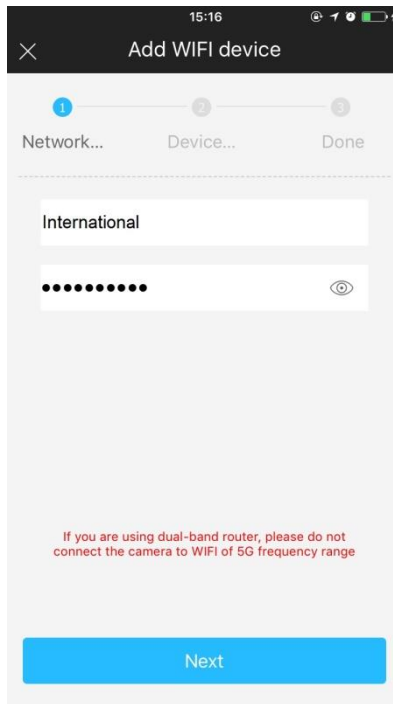 15:16
Add WIFI device
1 2 3
Network... Device... Done
International
••••••••••
If you are using dual-band router, please do not
connect the camera to WIFI of 5G frequency range
Next